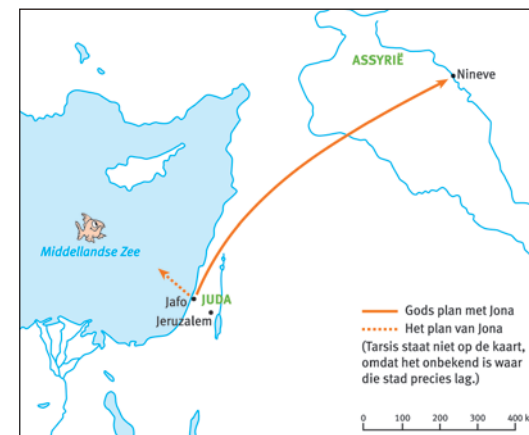 ASSYRIË
Nineve
Middellandse Zee
Jafo
JUDA
Jeruzalem
Gods plan met Jona
Het plan van Jona
(Tarsis staat niet op de kaart,
omdat het onbekend is waar
die stad precies lag.)
0 100 200 300 400 k